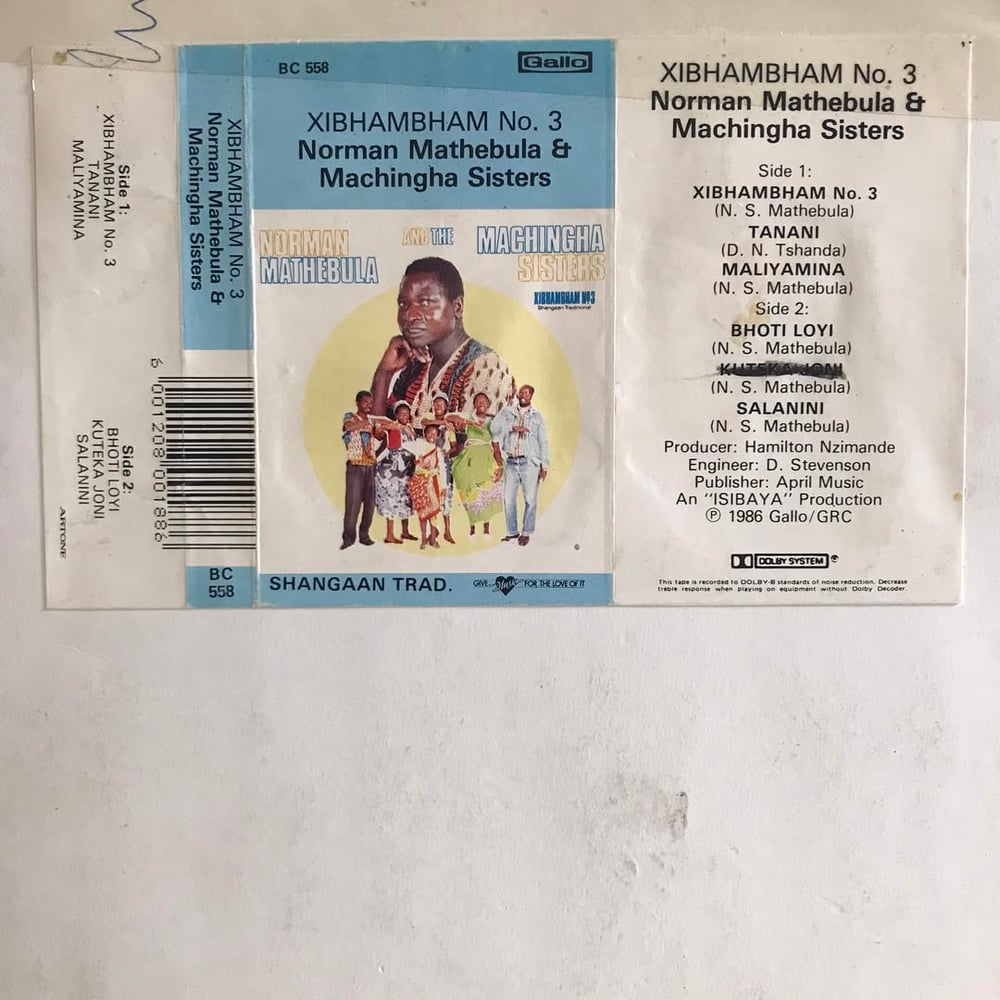 Side 1:
XIBHAMBHAM No. 3
TANANI
MALIYAMINA
Side 2:
BHOTI LOYI
KUTEKA JONI
SALANINI
ARTONE
XIBHAMBHAM No. 3
Norman Mathebula &
Machingha Sisters
6 001208 001886
BC
558
BC 558
Gallo
XIBHAMBHAM No. 3
Norman Mathebula &
Machingha Sisters
NORMAN AND THE MACHINGHA
MATHEBULA SISTERS
XIBHAMBHAM No3
Shangaan Traditional
SHANGAAN TRAD.
GIVE... FOR THE LOVE OF IT
XIBHAMBHAM No. 3
Norman Mathebula &
Machingha Sisters
Side 1:
XIBHAMBHAM No. 3
(N. S. Mathebula)
TANANI
(D. N. Tshanda)
MALIYAMINA
(N. S. Mathebula)
Side 2:
BHOTI LOYI
(N. S. Mathebula)
KUTEKA JONI
(N. S. Mathebula)
SALANINI
(N. S. Mathebula)
Producer: Hamilton Nzimande
Engineer: D. Stevenson
Publisher: April Music
An "ISIBAYA" Production
℗ 1986 Gallo/GRC
DOLBY SYSTEM ®
This tape is recorded to DOLBY-B standards of noise reduction. Decrease
treble response when playing on equipment without Dolby Decoder.